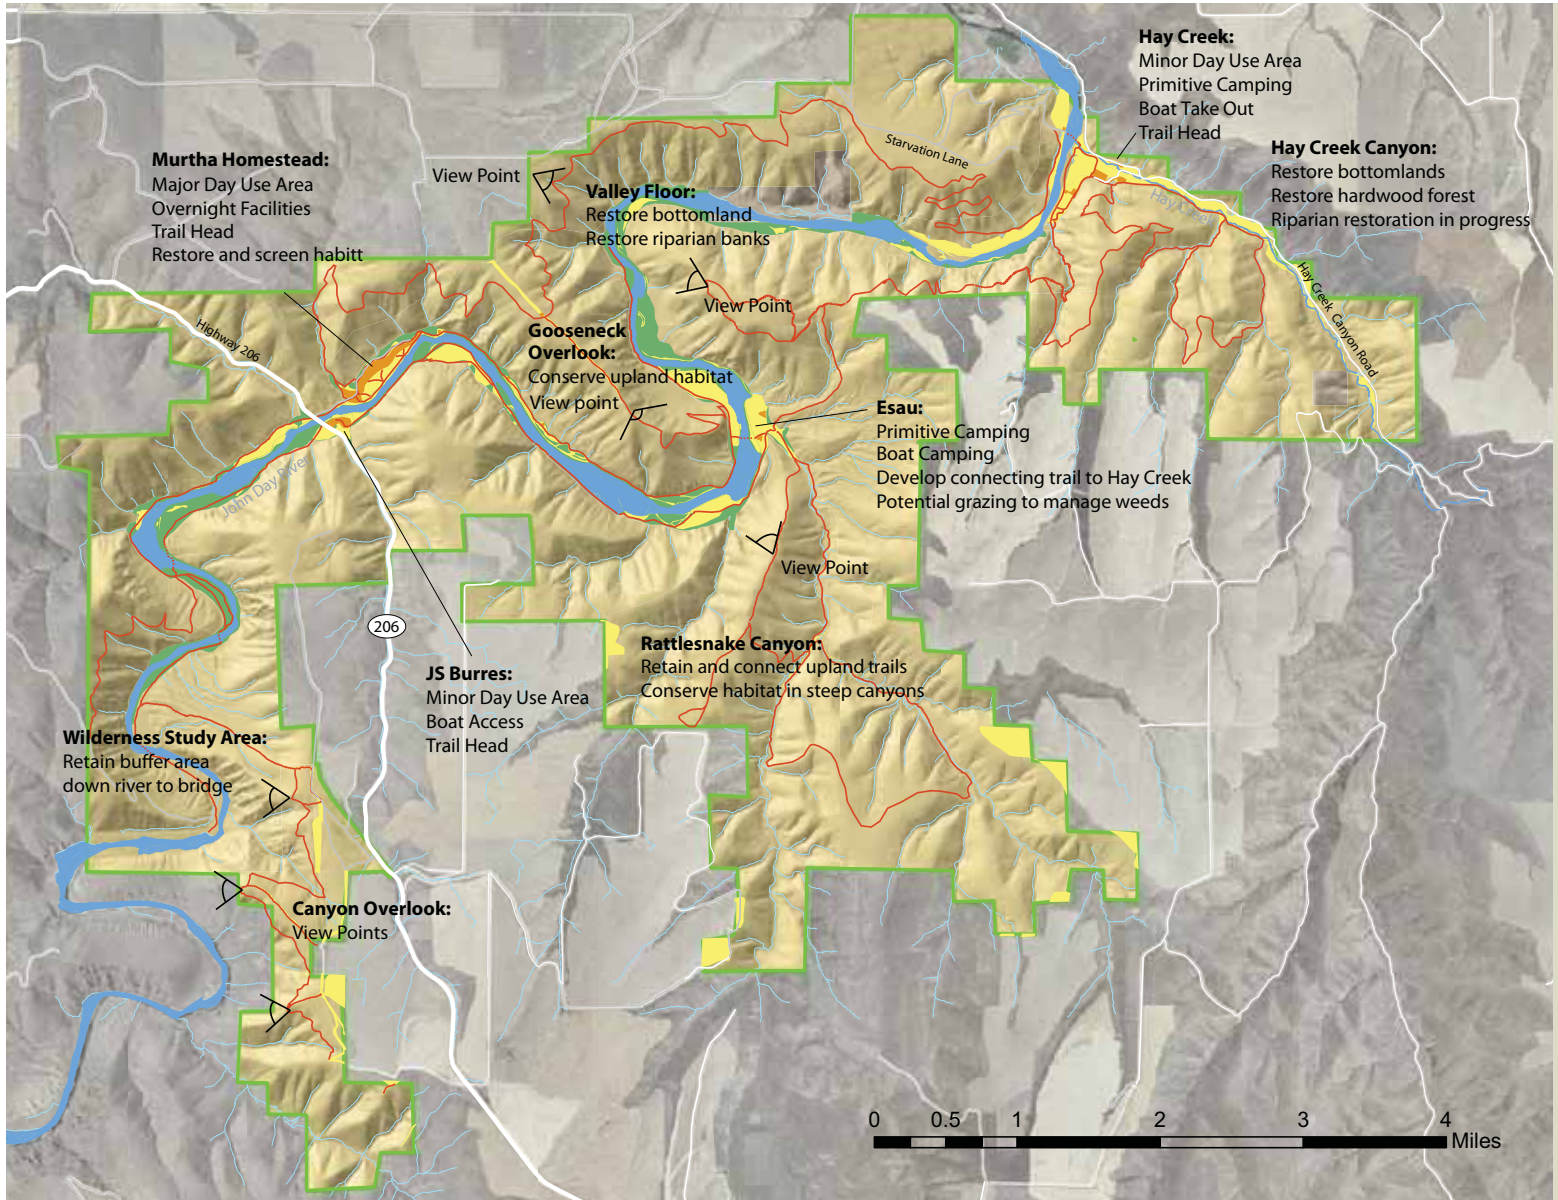 Hay Creek:
Minor Day Use Area
Primitive Camping
Boat Take Out
Trail Head
Hay Creek Canyon:
Restore bottomlands
Restore hardwood forest
Riparian restoration in progress
Murtha Homestead:
Major Day Use Area
Overnight Facilities
Trail Head
Restore and screen habitt
View Point
Starvation Lane
Valley Floor:
Restore bottomland
Restore riparian banks
Hay Creek
View Point
Hay Creek Canyon Road
Highway 206
Gooseneck
Overlook:
Conserve upland habitat
View point
Esau:
Primitive Camping
Boat Camping
Develop connecting trail to Hay Creek
Potential grazing to manage weeds
John Day River
View Point
206
Rattlesnake Canyon:
Retain and connect upland trails
Conserve habitat in steep canyons
JS Burres:
Minor Day Use Area
Boat Access
Trail Head
Wilderness Study Area:
Retain buffer area
down river to bridge
Canyon Overlook:
View Points
0 0.5 1 2 3 4
Miles